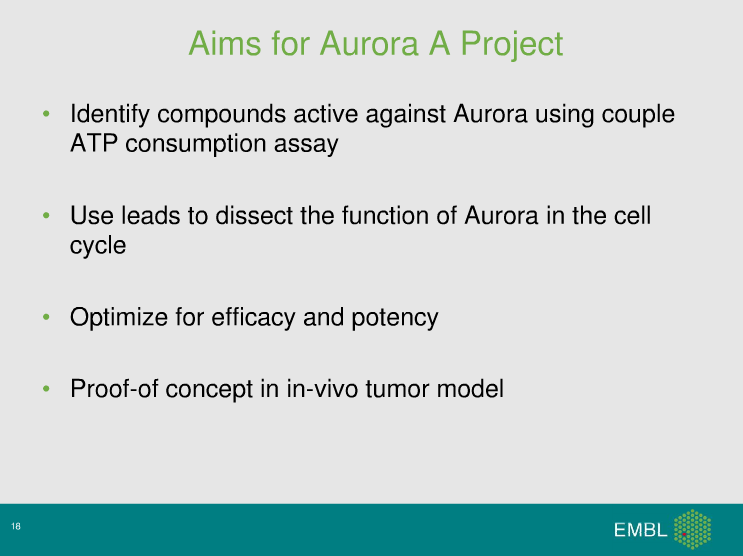 Aims for Aurora A Project
• Identify compounds active against Aurora using couple
ATP consumption assay
• Use leads to dissect the function of Aurora in the cell
cycle
• Optimize for efficacy and potency
• Proof-of concept in in-vivo tumor model
18
EMBL